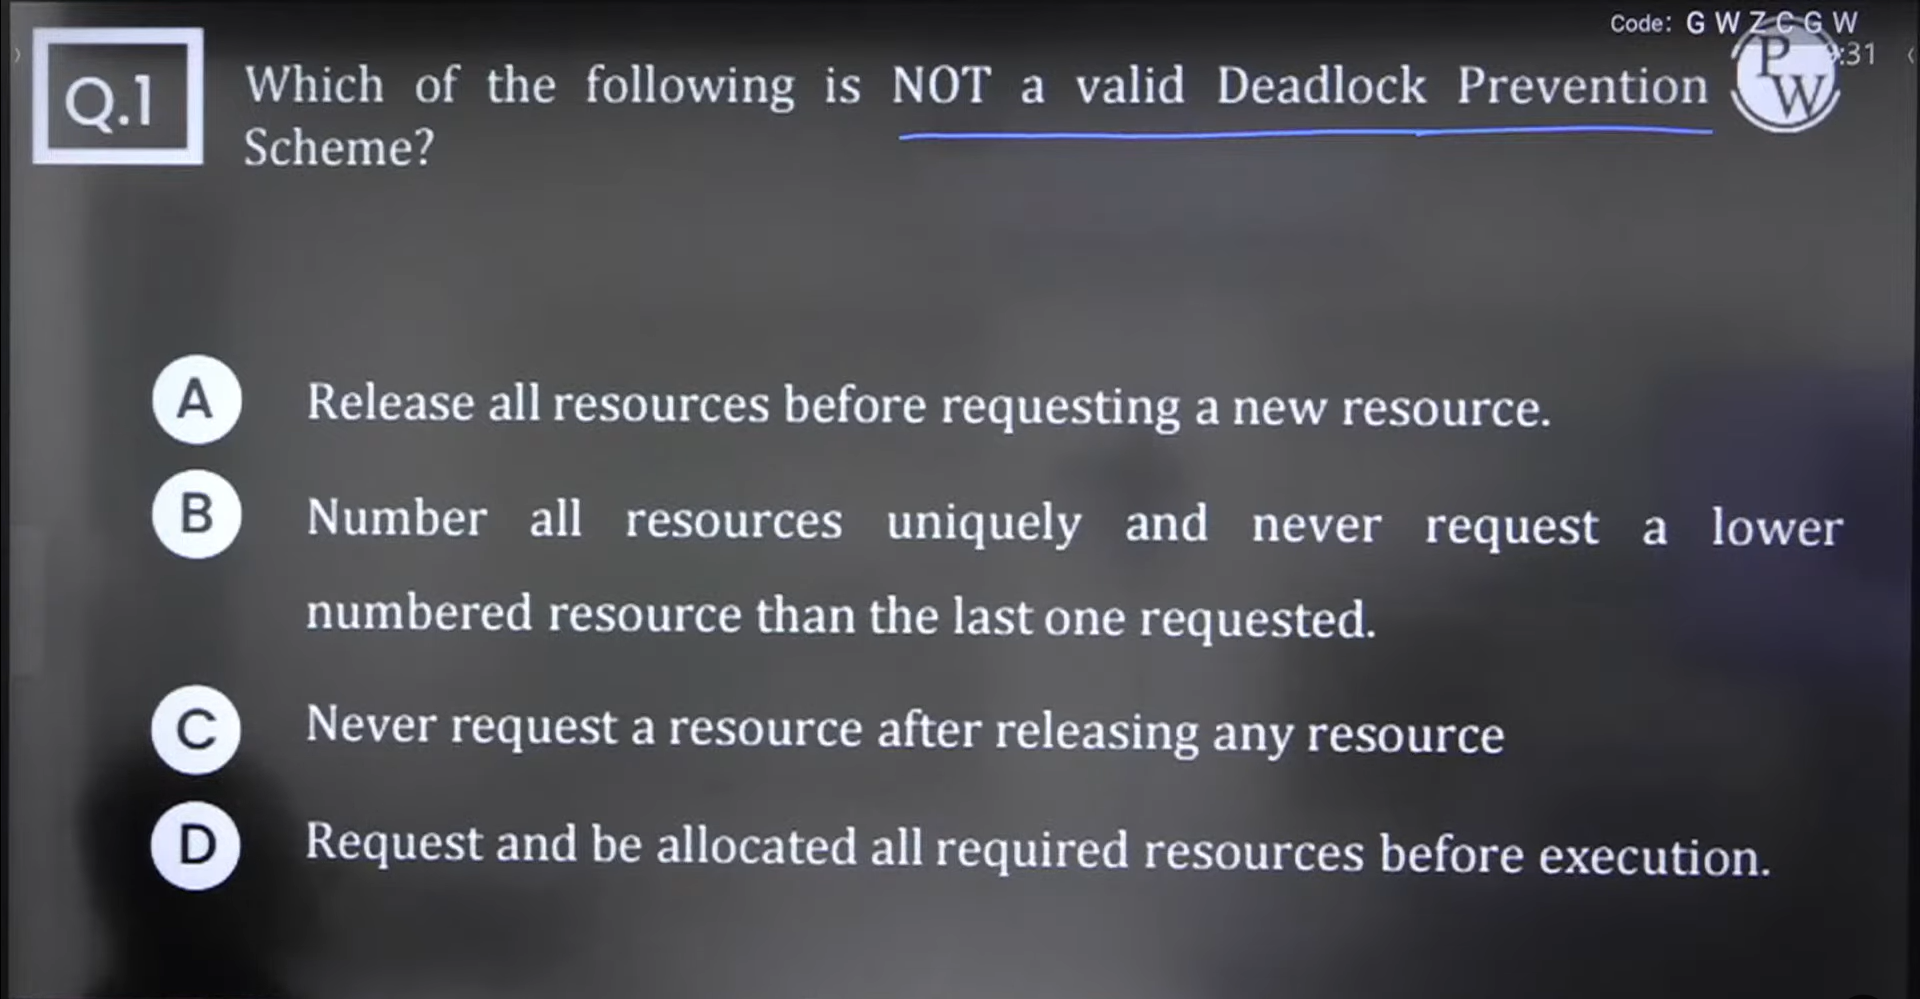 Code: G W Z C G W
Q.1
:31
PW
Which of the following is NOT a valid Deadlock Prevention
Scheme?
A Release all resources before requesting a new resource.
B Number all resources uniquely and never request a lower
numbered resource than the last one requested.
C Never request a resource after releasing any resource
D Request and be allocated all required resources before execution.